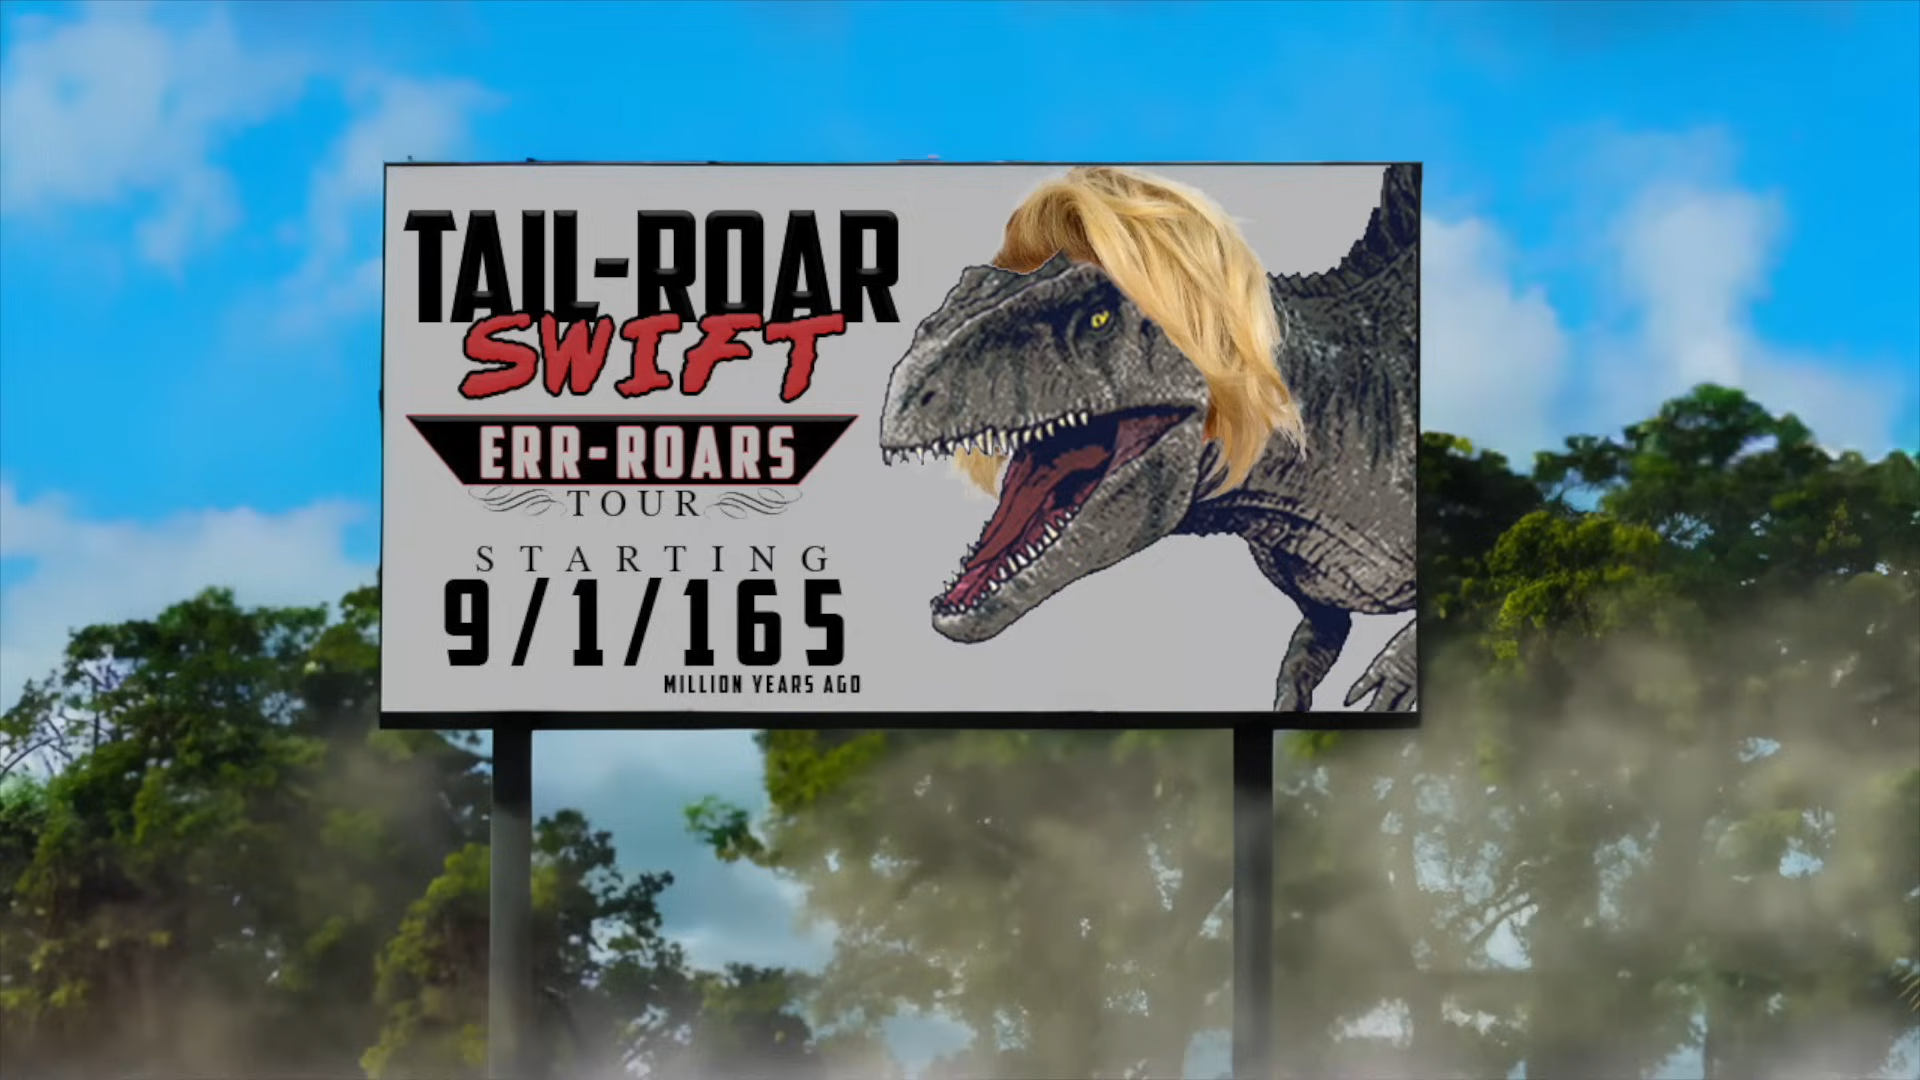 TAIL-ROAR
SWIFT
ERR-ROARS
TOUR
STARTING
9/1/165
MILLION YEARS AGO